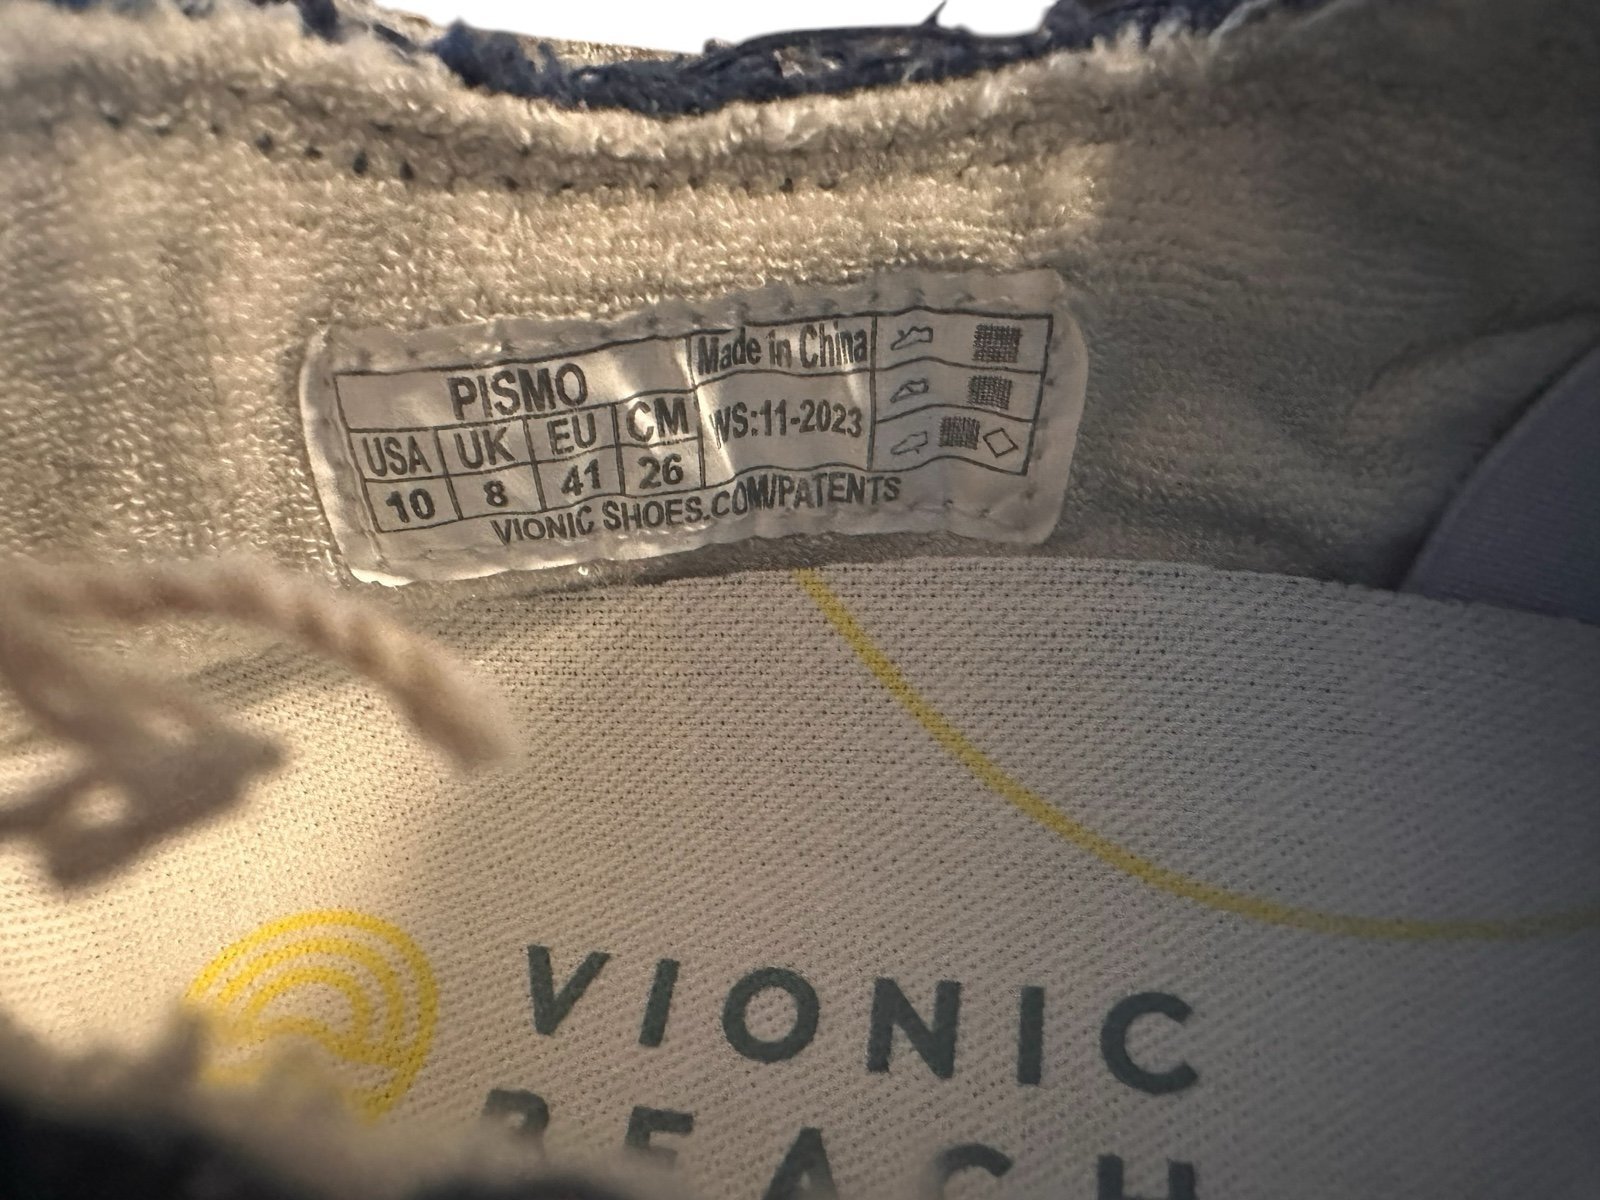 PISMO
Made in China
USA UK EU CM
WS:11-2023
10 8 41 26
VIONIC SHOES.COM/PATENTS
VIONIC
BEACH